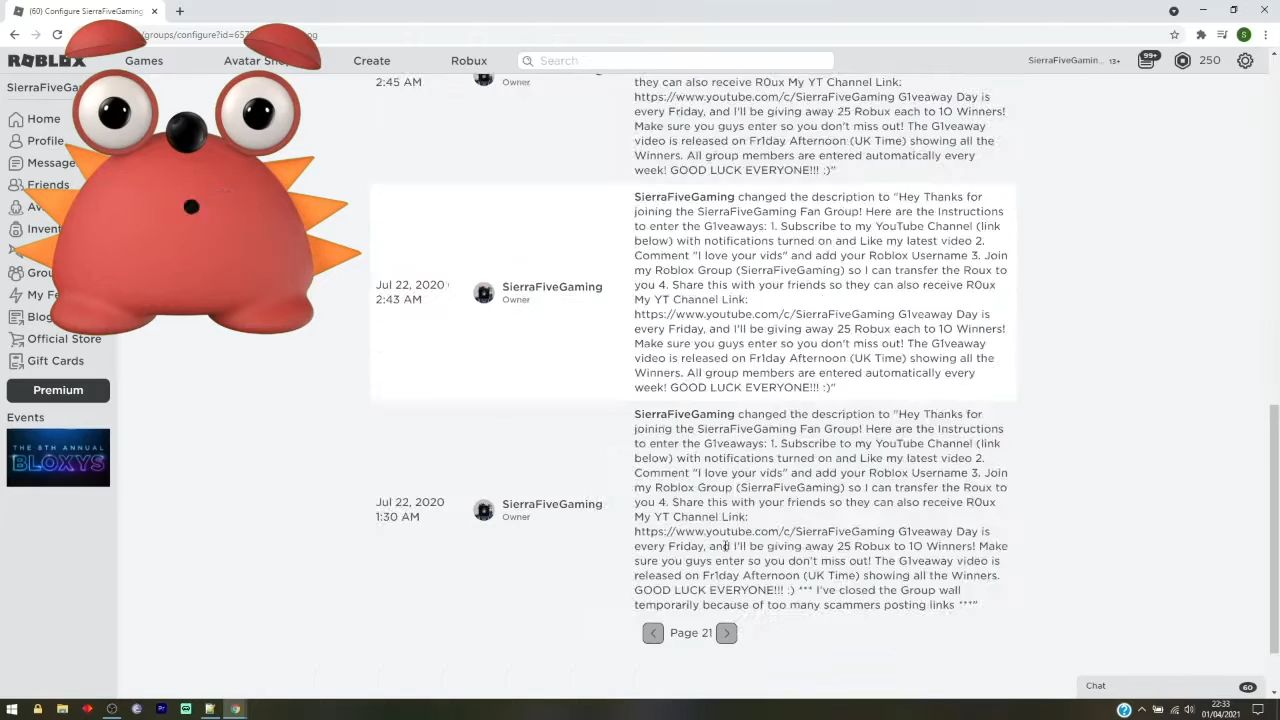 (60) Configure SierraFiveGaming
/groups/configure?id=657
ROBLOX
Games
Avatar
Create
Robux
Search
SierraFiveGamin... 13+
99+
250
SierraFiveGa
Home
Profile
Message
Friends
Av
Invent
Grou
My Fe
Blog
Official Store
Gift Cards
Premium
Events
THE 8TH ANNUAL
BLOXYS
2:45 AM
Owner
they can also receive R0ux My YT Channel Link:
https://www.youtube.com/c/SierraFiveGaming G1veaway Day is
every Friday, and I'll be giving away 25 Robux each to 1O Winners!
Make sure you guys enter so you don't miss out! The G1veaway
video is released on Fr1day Afternoon (UK Time) showing all the
Winners. All group members are entered automatically every
week! GOOD LUCK EVERYONE!!! :)"
Jul 22, 2020
2:43 AM
SierraFiveGaming
Owner
SierraFiveGaming changed the description to "Hey Thanks for
joining the SierraFiveGaming Fan Group! Here are the Instructions
to enter the G1veaways: 1. Subscribe to my YouTube Channel (link
below) with notifications turned on and Like my latest video 2.
Comment "I love your vids" and add your Roblox Username 3. Join
my Roblox Group (SierraFiveGaming) so I can transfer the Roux to
you 4. Share this with your friends so they can also receive R0ux
My YT Channel Link:
https://www.youtube.com/c/SierraFiveGaming G1veaway Day is
every Friday, and I'll be giving away 25 Robux each to 1O Winners!
Make sure you guys enter so you don't miss out! The G1veaway
video is released on Fr1day Afternoon (UK Time) showing all the
Winners. All group members are entered automatically every
week! GOOD LUCK EVERYONE!!! :)"
Jul 22, 2020
1:30 AM
SierraFiveGaming
Owner
SierraFiveGaming changed the description to "Hey Thanks for
joining the SierraFiveGaming Fan Group! Here are the Instructions
to enter the G1veaways: 1. Subscribe to my YouTube Channel (link
below) with notifications turned on and Like my latest video 2.
Comment "I love your vids" and add your Roblox Username 3. Join
my Roblox Group (SierraFiveGaming) so I can transfer the Roux to
you 4. Share this with your friends so they can also receive R0ux
My YT Channel Link:
https://www.youtube.com/c/SierraFiveGaming G1veaway Day is
every Friday, and I'll be giving away 25 Robux to 1O Winners! Make
sure you guys enter so you don't miss out! The G1veaway video is
released on Fr1day Afternoon (UK Time) showing all the Winners.
GOOD LUCK EVERYONE!!! :) *** I've closed the Group wall
temporarily because of too many scammers posting links ***"
Page 21
Chat
60
22:33
01/04/2021